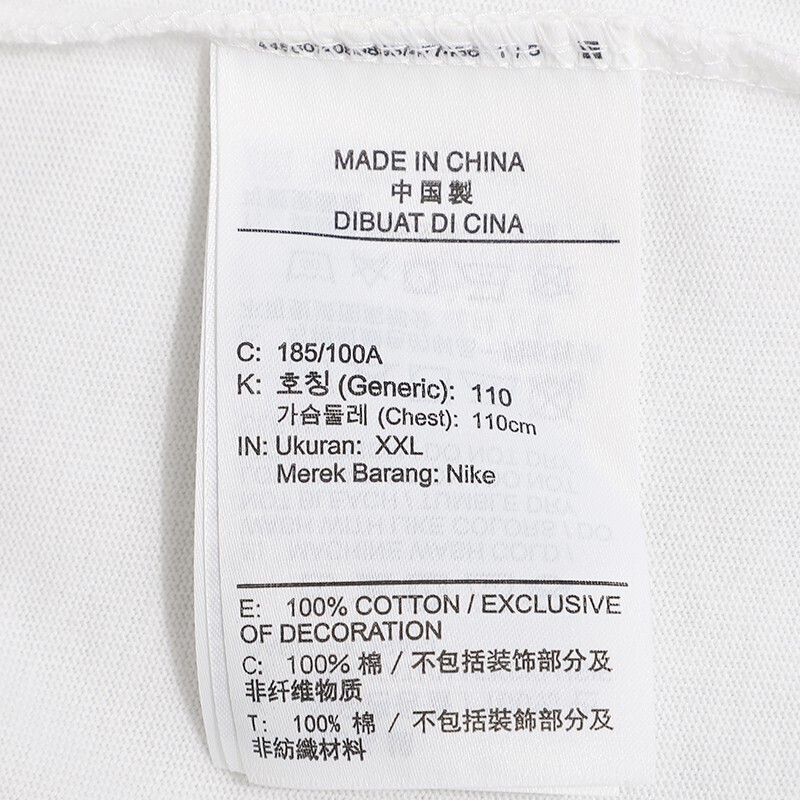 MADE IN CHINA
中国製
DIBUAT DI CINA
C: 185/100A
K: 호칭 (Generic): 110
가슴둘레 (Chest): 110cm
IN: Ukuran: XXL
Merek Barang: Nike
E: 100% COTTON / EXCLUSIVE
OF DECORATION
C: 100% 棉 / 不包括装饰部分及
非纤维物质
T: 100% 棉 / 不包括裝飾部分及
非紡織材料